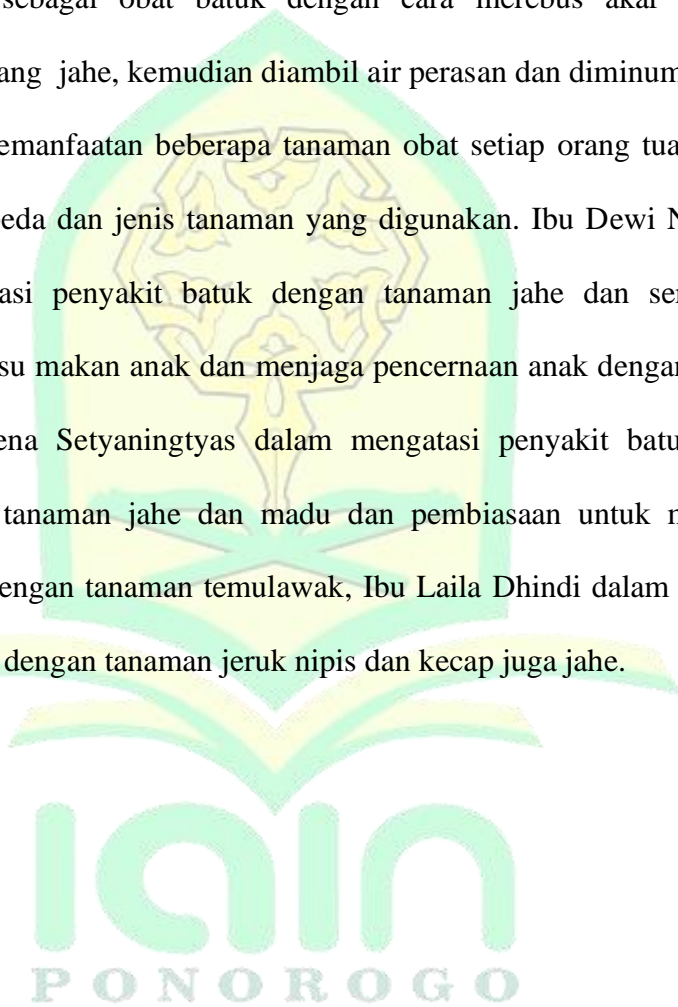 sebagai obat batuk dengan cara merebus akar
ang jahe, kemudian diambil air perasan dan diminum
emanfaatan beberapa tanaman obat setiap orang tua
eda dan jenis tanaman yang digunakan. Ibu Dewi N
asi penyakit batuk dengan tanaman jahe dan ser
su makan anak dan menjaga pencernaan anak dengan
ena Setyaningtyas dalam mengatasi penyakit batu
tanaman jahe dan madu dan pembiasaan untuk m
engan tanaman temulawak, Ibu Laila Dhindi dalam
dengan tanaman jeruk nipis dan kecap juga jahe.
iain
PONOROGO